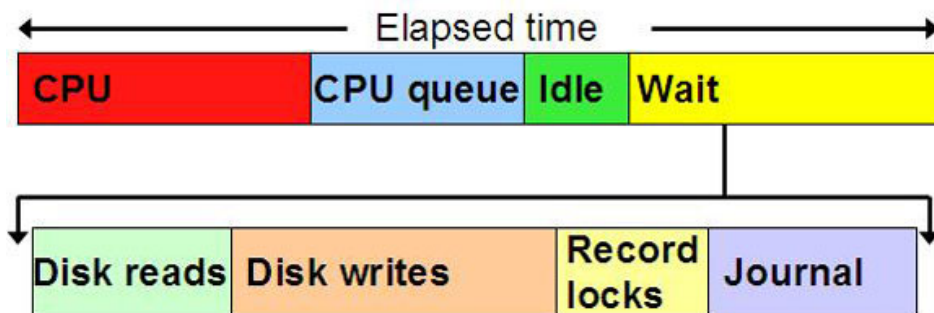 Elapsed time
CPU CPU queue Idle Wait
Disk reads Disk writes Record locks Journal